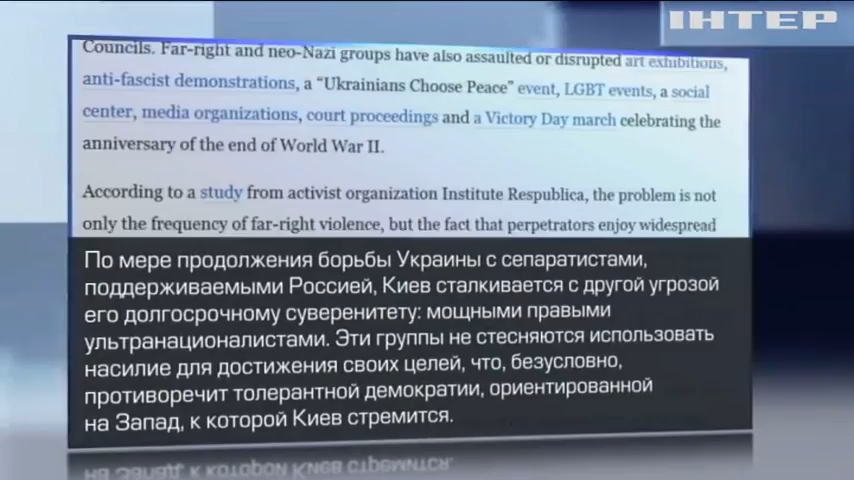 ІНТЕР
Councils. Far-right and neo-Nazi groups have also assaulted or disrupted art exhibitions,
anti-fascist demonstrations, a “Ukrainians Choose Peace” event, LGBT events, a social
center, media organizations, court proceedings and a Victory Day march celebrating the
anniversary of the end of World War II.
According to a study from activist organization Institute Respublica, the problem is not
only the frequency of far-right violence, but the fact that perpetrators enjoy widespread
По мере продолжения борьбы Украины с сепаратистами,
поддерживаемыми Россией, Киев сталкивается с другой угрозой
его долгосрочному суверенитету: мощными правыми
ультранационалистами. Эти группы не стесняются использовать
насилие для достижения своих целей, что, безусловно,
противоречит толерантной демократии, ориентированной
на Запад, к которой Киев стремится.